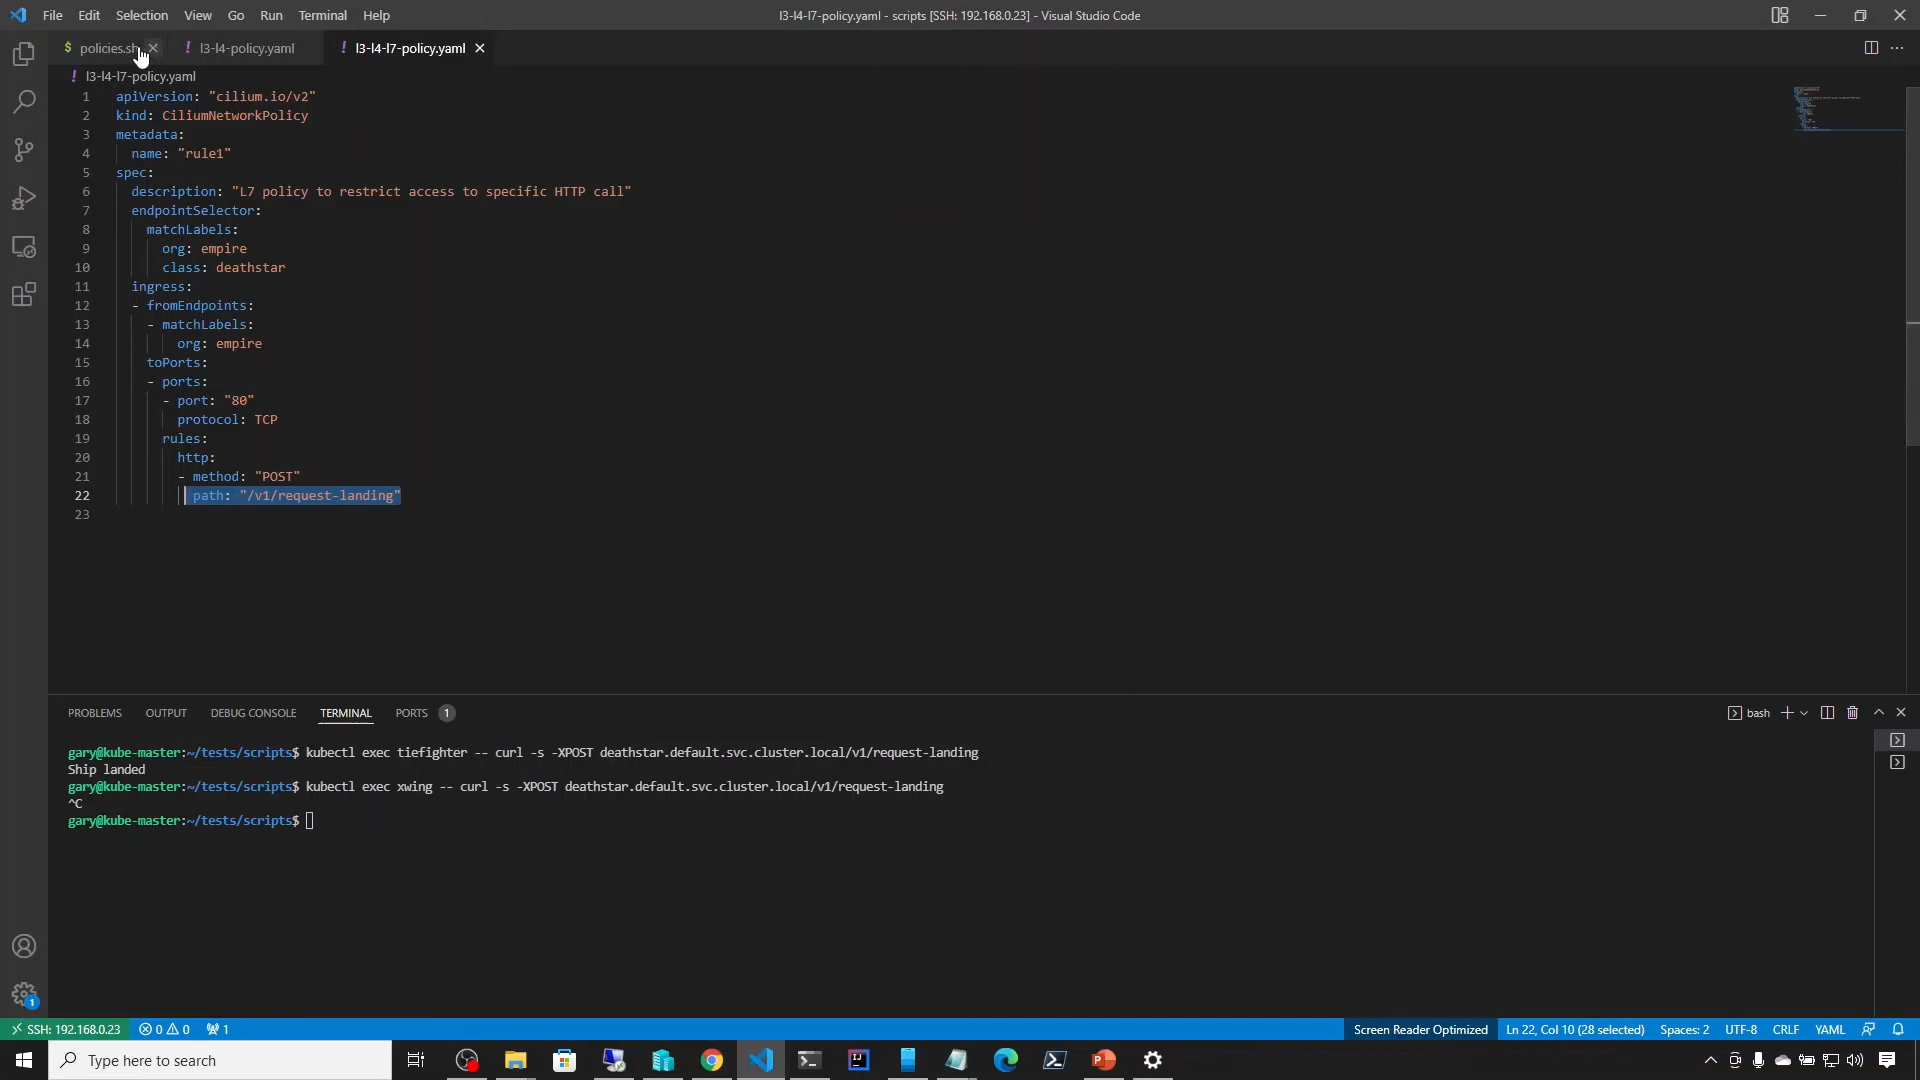 File Edit Selection View Go Run Terminal Help
l3-l4-l7-policy.yaml - scripts [SSH: 192.168.0.23] - Visual Studio Code
$ policies.sh
! l3-l4-policy.yaml
! l3-l4-l7-policy.yaml
! l3-l4-l7-policy.yaml
1 apiVersion: "cilium.io/v2"
2 kind: CiliumNetworkPolicy
3 metadata:
4 name: "rule1"
5 spec:
6 description: "L7 policy to restrict access to specific HTTP call"
7 endpointSelector:
8 matchLabels:
9 org: empire
10 class: deathstar
11 ingress:
12 - fromEndpoints:
13 - matchLabels:
14 org: empire
15 toPorts:
16 - ports:
17 - port: "80"
18 protocol: TCP
19 rules:
20 http:
21 - method: "POST"
22 path: "/v1/request-landing"
23
PROBLEMS OUTPUT DEBUG CONSOLE TERMINAL PORTS 1
bash
gary@kube-master:~/tests/scripts$ kubectl exec tiefighter -- curl -s -XPOST deathstar.default.svc.cluster.local/v1/request-landing
Ship landed
gary@kube-master:~/tests/scripts$ kubectl exec xwing -- curl -s -XPOST deathstar.default.svc.cluster.local/v1/request-landing
^C
gary@kube-master:~/tests/scripts$
1
SSH: 192.168.0.23 0 0 1
Screen Reader Optimized Ln 22, Col 10 (28 selected) Spaces: 2 UTF-8 CRLF YAML
Type here to search